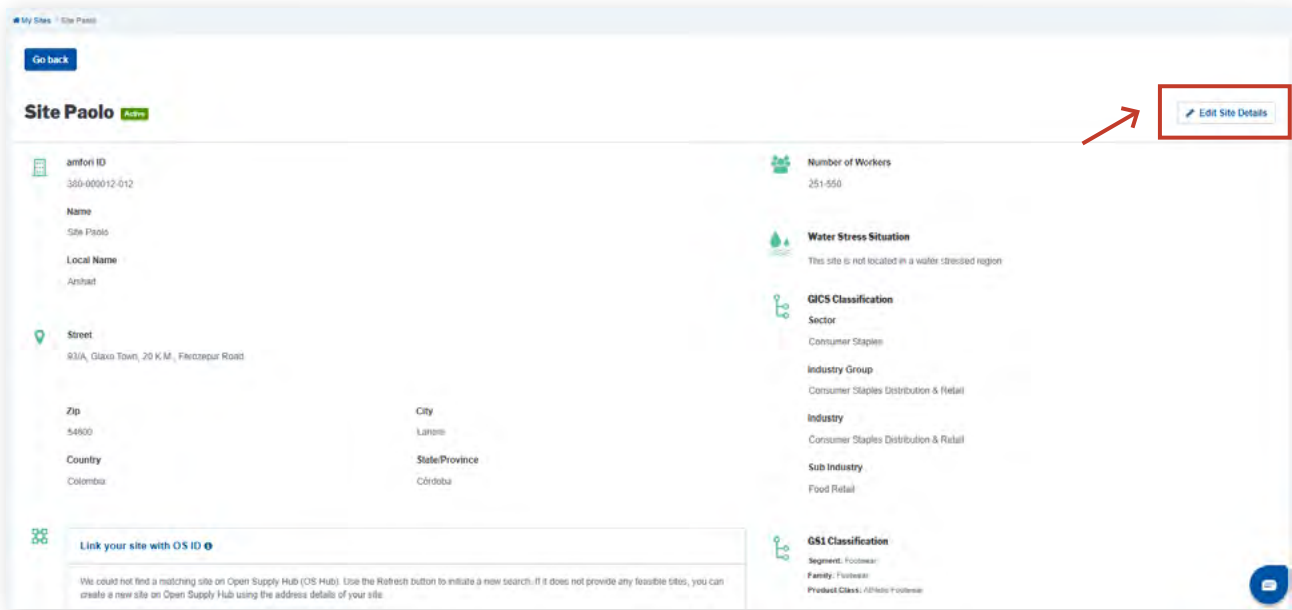 My Sites / Site Paolo
Go back
Site Paolo Active
Edit Site Details
amfori ID
360-000012-012
Name
Site Paolo
Local Name
Arshad
Street
93/A, Glaxo Town, 20 K.M., Ferozepur Road
Zip
54600
City
Lahore
Country
Colombia
State/Province
Córdoba
Link your site with OS ID
We could not find a matching site on Open Supply Hub (OS Hub). Use the Refresh button to initiate a new search. If it does not provide any feasible sites, you can
create a new site on Open Supply Hub using the address details of your site
Number of Workers
251-550
Water Stress Situation
This site is not located in a water stressed region
GICS Classification
Sector
Consumer Staples
Industry Group
Consumer Staples Distribution & Retail
Industry
Consumer Staples Distribution & Retail
Sub Industry
Food Retail
GS1 Classification
Segment: Footwear
Family: Footwear
Product Class: Athletic Footwear